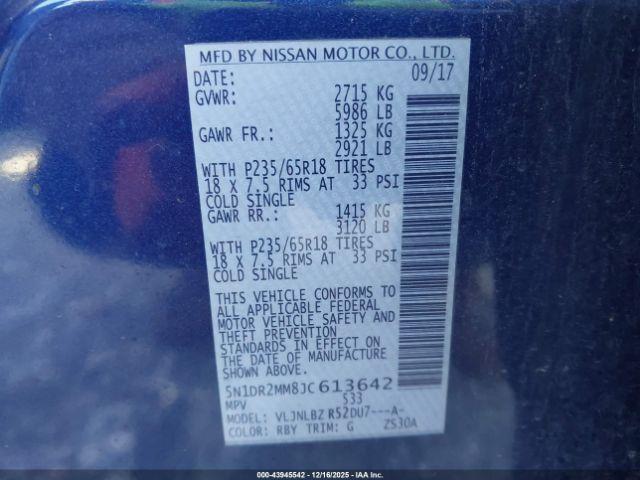 MFD BY NISSAN MOTOR CO., LTD.
DATE: 09/17
GVWR: 2715 KG
5986 LB
GAWR FR.: 1325 KG
2921 LB
WITH P235/65R18 TIRES
18 X 7.5 RIMS AT 33 PSI
COLD SINGLE
GAWR RR.: 1415 KG
3120 LB
WITH P235/65R18 TIRES
18 X 7.5 RIMS AT 33 PSI
COLD SINGLE
THIS VEHICLE CONFORMS TO
ALL APPLICABLE FEDERAL
MOTOR VEHICLE SAFETY AND
THEFT PREVENTION
STANDARDS IN EFFECT ON
THE DATE OF MANUFACTURE
SHOWN ABOVE.
5N1DR2MM8JC613642
MPV 533
MODEL: VLJNLBZ R52DU7---A-
COLOR: RBY TRIM: G ZS30A
000-43945542 | 12/16/2025 - IAAI